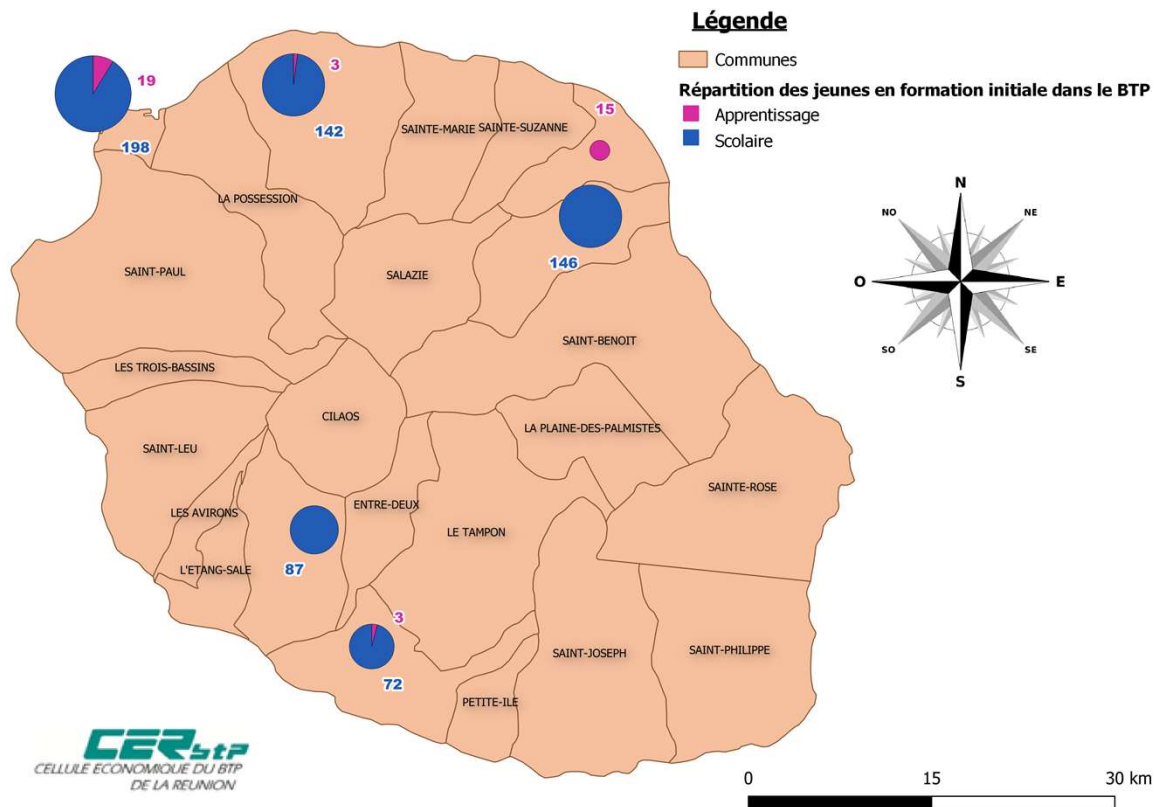 Légende
Communes
Répartition des jeunes en formation initiale dans le BTP
Apprentissage
Scolaire
19
198
3
142
15
146
SAINTE-MARIE
SAINTE-SUZANNE
LA POSSESSION
SAINT-PAUL
SALAZIE
SAINT-BENOIT
LES TROIS-BASSINS
CILAOS
LA PLAINE-DES-PALMISTES
SAINT-LEU
SAINTE-ROSE
LES AVIRONS
ENTRE-DEUX
LE TAMPON
L'ETANG-SALE
87
3
72
SAINT-JOSEPH
SAINT-PHILIPPE
PETITE-ILE
N
NO
NE
O
E
SO
SE
S
CERbtp
CELLULE ECONOMIQUE DU BTP
DE LA REUNION
0
15
30 km